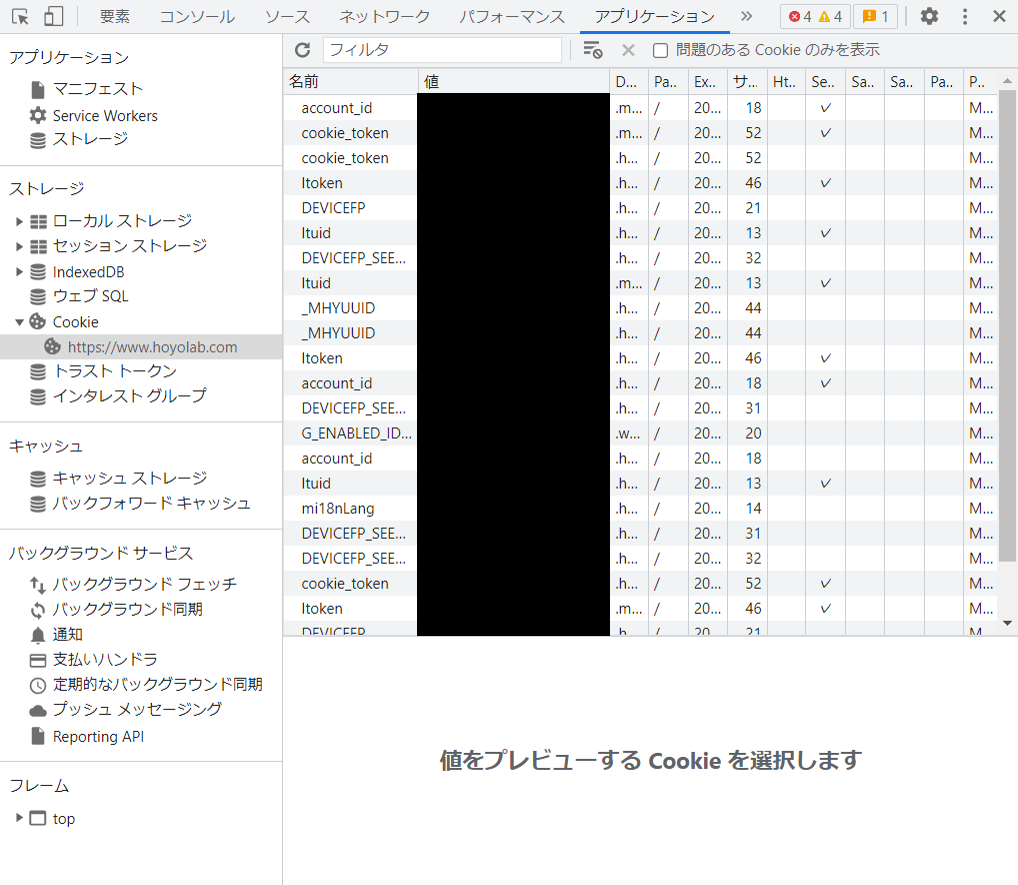 要素 コンソール ソース ネットワーク パフォーマンス アプリケーション » 4 4 1
アプリケーション
マニフェスト
Service Workers
ストレージ
ストレージ
ローカル ストレージ
セッション ストレージ
IndexedDB
ウェブ SQL
Cookie
https://www.hoyolab.com
トラスト トークン
インタレスト グループ
キャッシュ
キャッシュ ストレージ
バックフォワード キャッシュ
バックグラウンド サービス
バックグラウンド フェッチ
バックグラウンド同期
通知
支払いハンドラ
定期的なバックグラウンド同期
プッシュ メッセージング
Reporting API
フレーム
top
フィルタ 問題のある Cookie のみを表示
名前 値 D... Pa.. Ex.. サ.. Ht.. Se.. Sa.. Sa.. Pa.. P..
account_id .m... / 20... 18 ✓ M...
cookie_token .m... / 20... 52 ✓ M...
cookie_token .h... / 20... 52 M...
ltoken .h... / 20... 46 ✓ M...
DEVICEFP .h... / 20... 21 M...
ltuid .h... / 20... 13 ✓ M...
DEVICEFP_SEE... .h... / 20... 32 M...
ltuid .m... / 20... 13 ✓ M...
_MHYUUID .h... / 20... 44 M...
_MHYUUID .h... / 20... 44 M...
ltoken .h... / 20... 46 ✓ M...
account_id .h... / 20... 18 ✓ M...
DEVICEFP_SEE... .h... / 20... 31 M...
G_ENABLED_ID... .w... / 20... 20 M...
account_id .h... / 20... 18 M...
ltuid .h... / 20... 13 ✓ M...
mi18nLang .h... / 20... 14 M...
DEVICEFP_SEE... .h... / 20... 31 M...
DEVICEFP_SEE... .h... / 20... 32 M...
cookie_token .h... / 20... 52 ✓ M...
ltoken .m... / 20... 46 ✓ M...
DEVICEFP .h... / 20... 21 M...
値をプレビューする Cookie を選択します